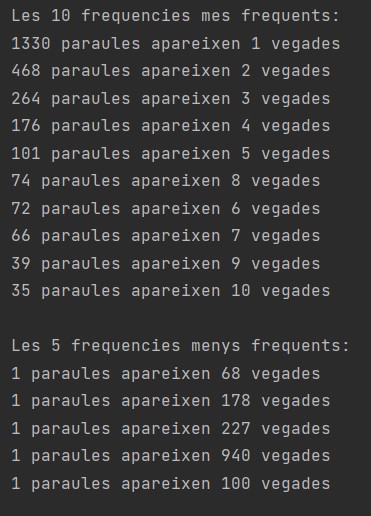 Les 10 frequencies mes frequents:
1330 paraules apareixen 1 vegades
468 paraules apareixen 2 vegades
264 paraules apareixen 3 vegades
176 paraules apareixen 4 vegades
101 paraules apareixen 5 vegades
74 paraules apareixen 8 vegades
72 paraules apareixen 6 vegades
66 paraules apareixen 7 vegades
39 paraules apareixen 9 vegades
35 paraules apareixen 10 vegades

Les 5 frequencies menys frequents:
1 paraules apareixen 68 vegades
1 paraules apareixen 178 vegades
1 paraules apareixen 227 vegades
1 paraules apareixen 940 vegades
1 paraules apareixen 100 vegades